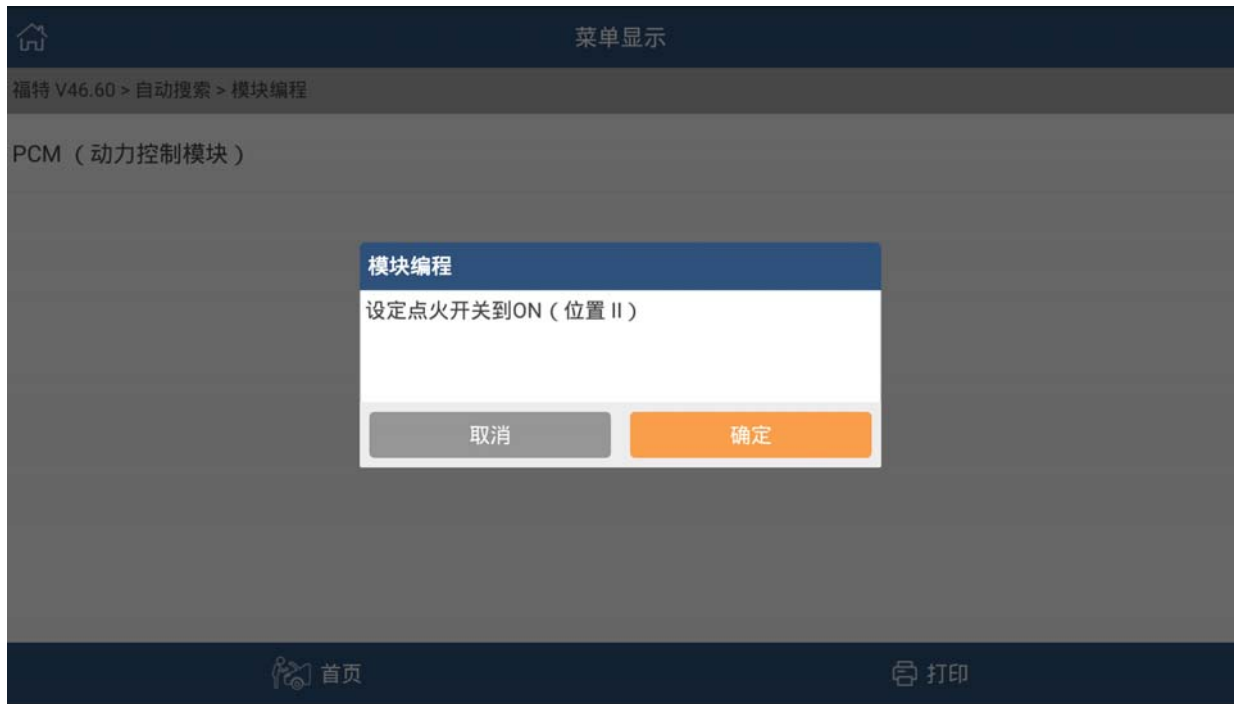 菜单显示
福特 V46.60 > 自动搜索 > 模块编程
PCM （动力控制模块）
模块编程
设定点火开关到ON（位置 II）
取消
确定
首页
打印